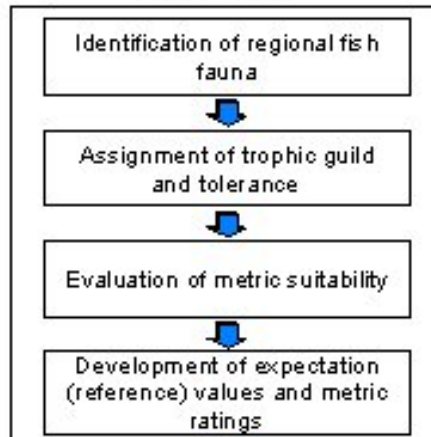 Identification of regional fish
fauna
Assignment of trophic guild
and tolerance
Evaluation of metric suitability
Development of expectation
(reference) values and metric
ratings